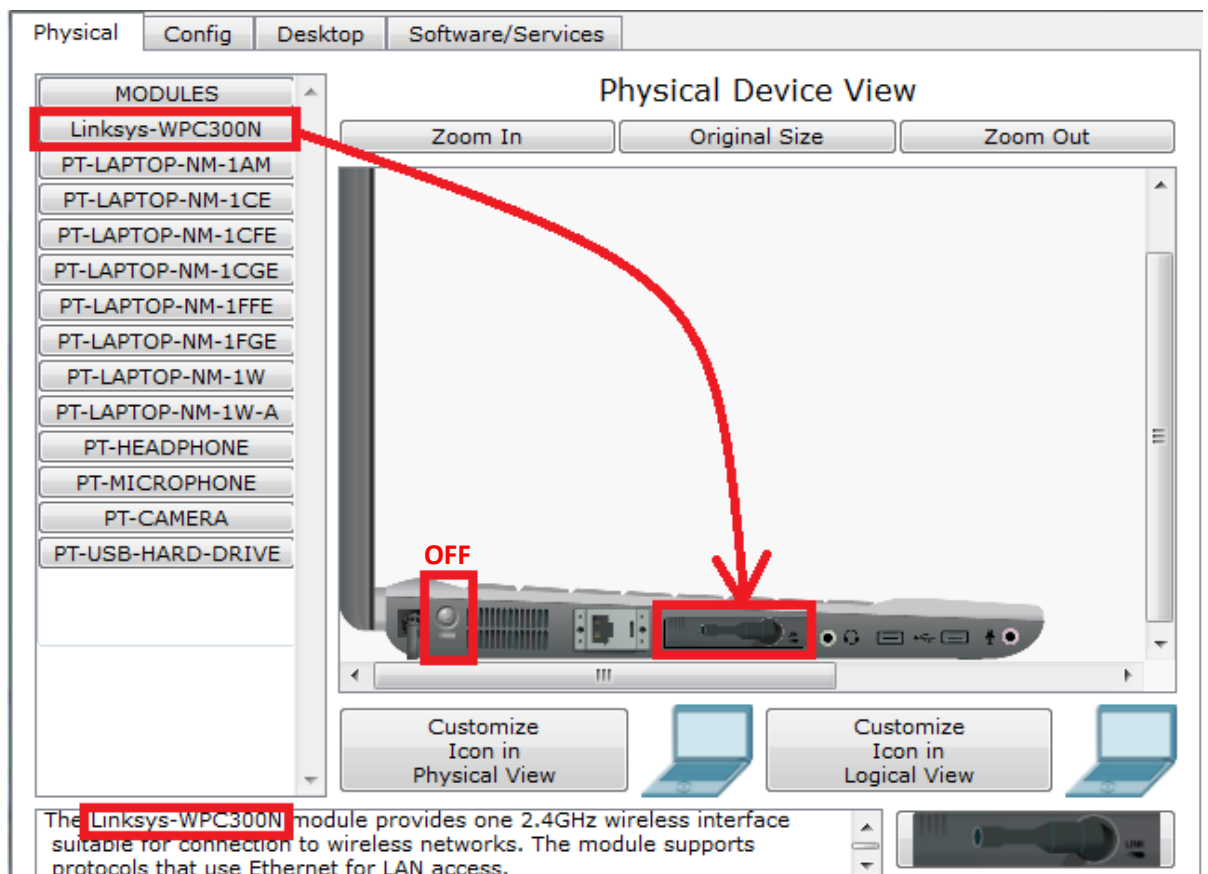 Physical Config Desktop Software/Services
MODULES
Linksys-WPC300N
PT-LAPTOP-NM-1AM
PT-LAPTOP-NM-1CE
PT-LAPTOP-NM-1CFE
PT-LAPTOP-NM-1CGE
PT-LAPTOP-NM-1FFE
PT-LAPTOP-NM-1FGE
PT-LAPTOP-NM-1W
PT-LAPTOP-NM-1W-A
PT-HEADPHONE
PT-MICROPHONE
PT-CAMERA
PT-USB-HARD-DRIVE
Physical Device View
Zoom In Original Size Zoom Out
OFF
Customize
Icon in
Physical View
Customize
Icon in
Logical View
The Linksys-WPC300N module provides one 2.4GHz wireless interface
suitable for connection to wireless networks. The module supports
protocols that use Ethernet for LAN access.
LINK